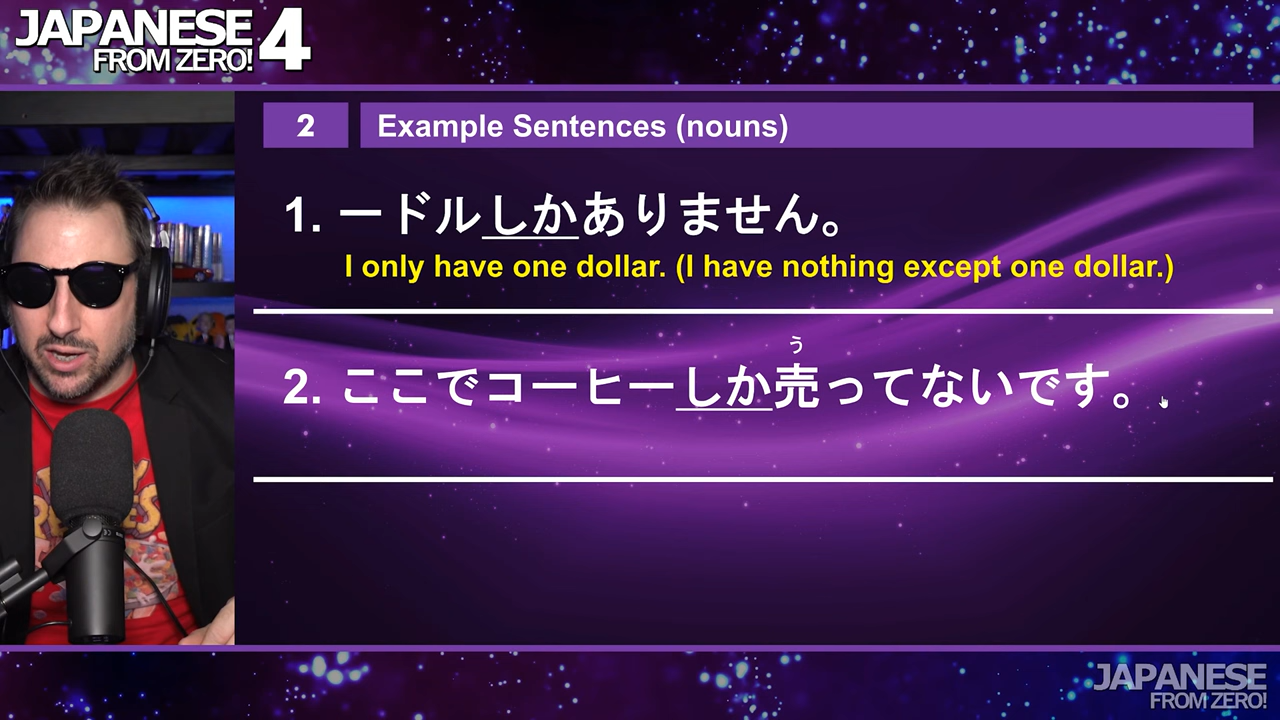 JAPANESE
FROM ZERO! 4
2 Example Sentences (nouns)
1. 一ドルしかありません。
I only have one dollar. (I have nothing except one dollar.)
う
2. ここでコーヒーしか売ってないです。
JAPANESE
FROM ZERO!